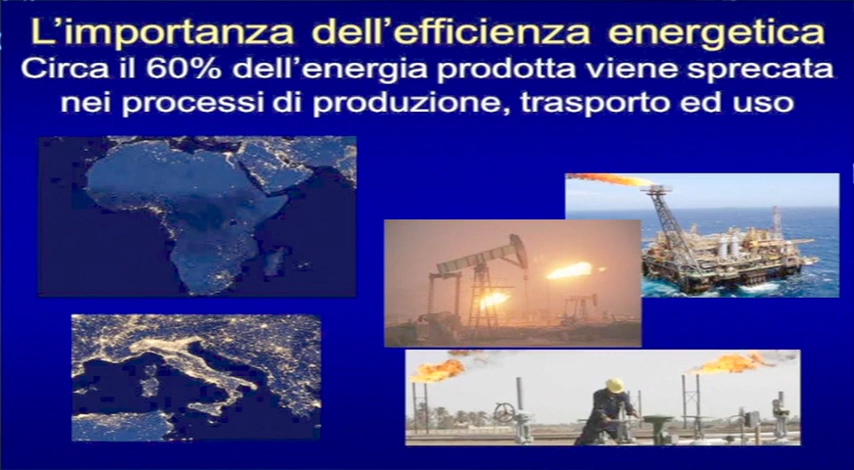 L’importanza dell’efficienza energetica
Circa il 60% dell’energia prodotta viene sprecata
nei processi di produzione, trasporto ed uso